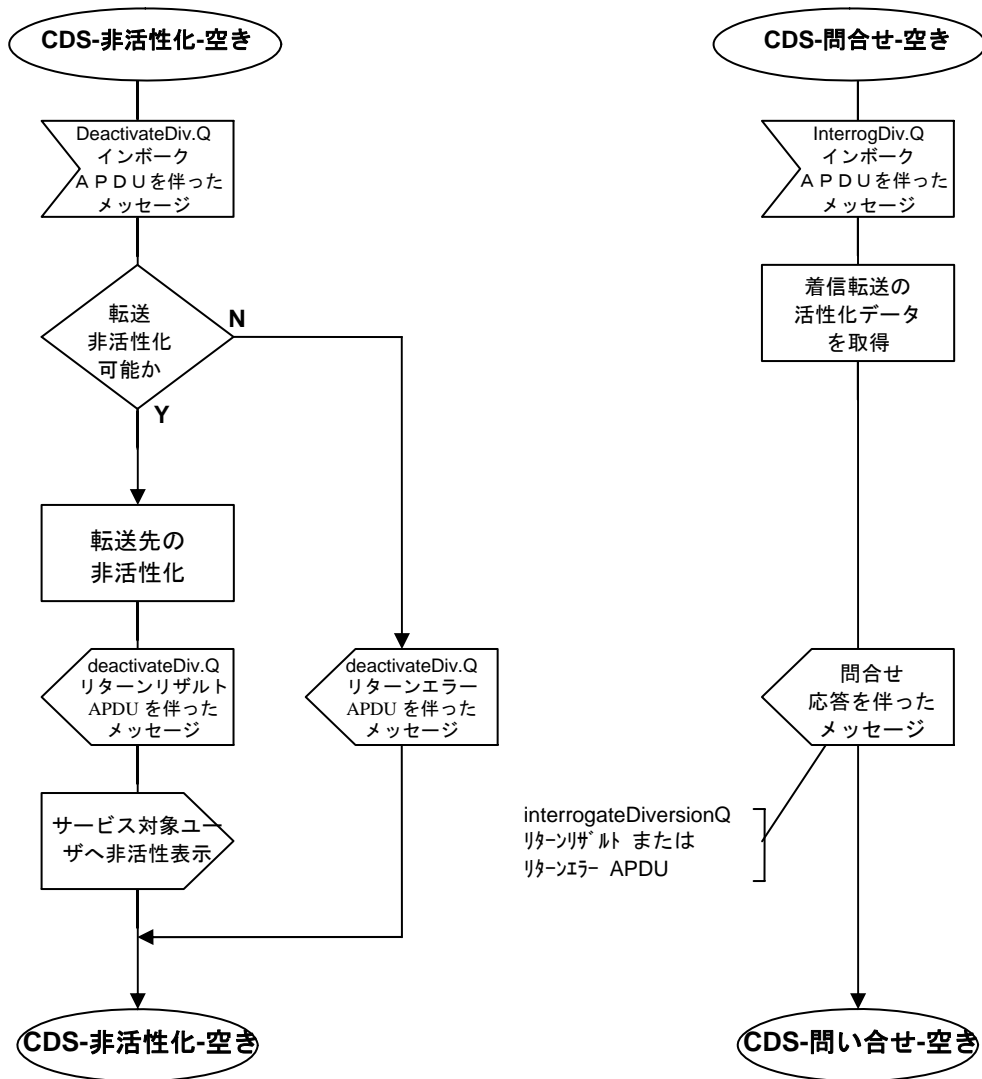 CDS-非活性化-空き
DeactivateDiv.Q
インボーク
ＡＰＤＵを伴った
メッセージ
転送
非活性化
可能か
N
Y
転送先の
非活性化
deactivateDiv.Q
リターンリザルト
APDU を伴った
メッセージ
deactivateDiv.Q
リターンエラー
APDU を伴った
メッセージ
サービス対象ユー
ザへ非活性表示
CDS-非活性化-空き
CDS-問合せ-空き
InterrogDiv.Q
インボーク
ＡＰＤＵを伴った
メッセージ
着信転送の
活性化データ
を取得
問合せ
応答を伴った
メッセージ
interrogateDiversionQ
ﾘﾀｰﾝﾘｻﾞﾙﾄ または
ﾘﾀｰﾝｴﾗｰ APDU
CDS-問い合せ-空き